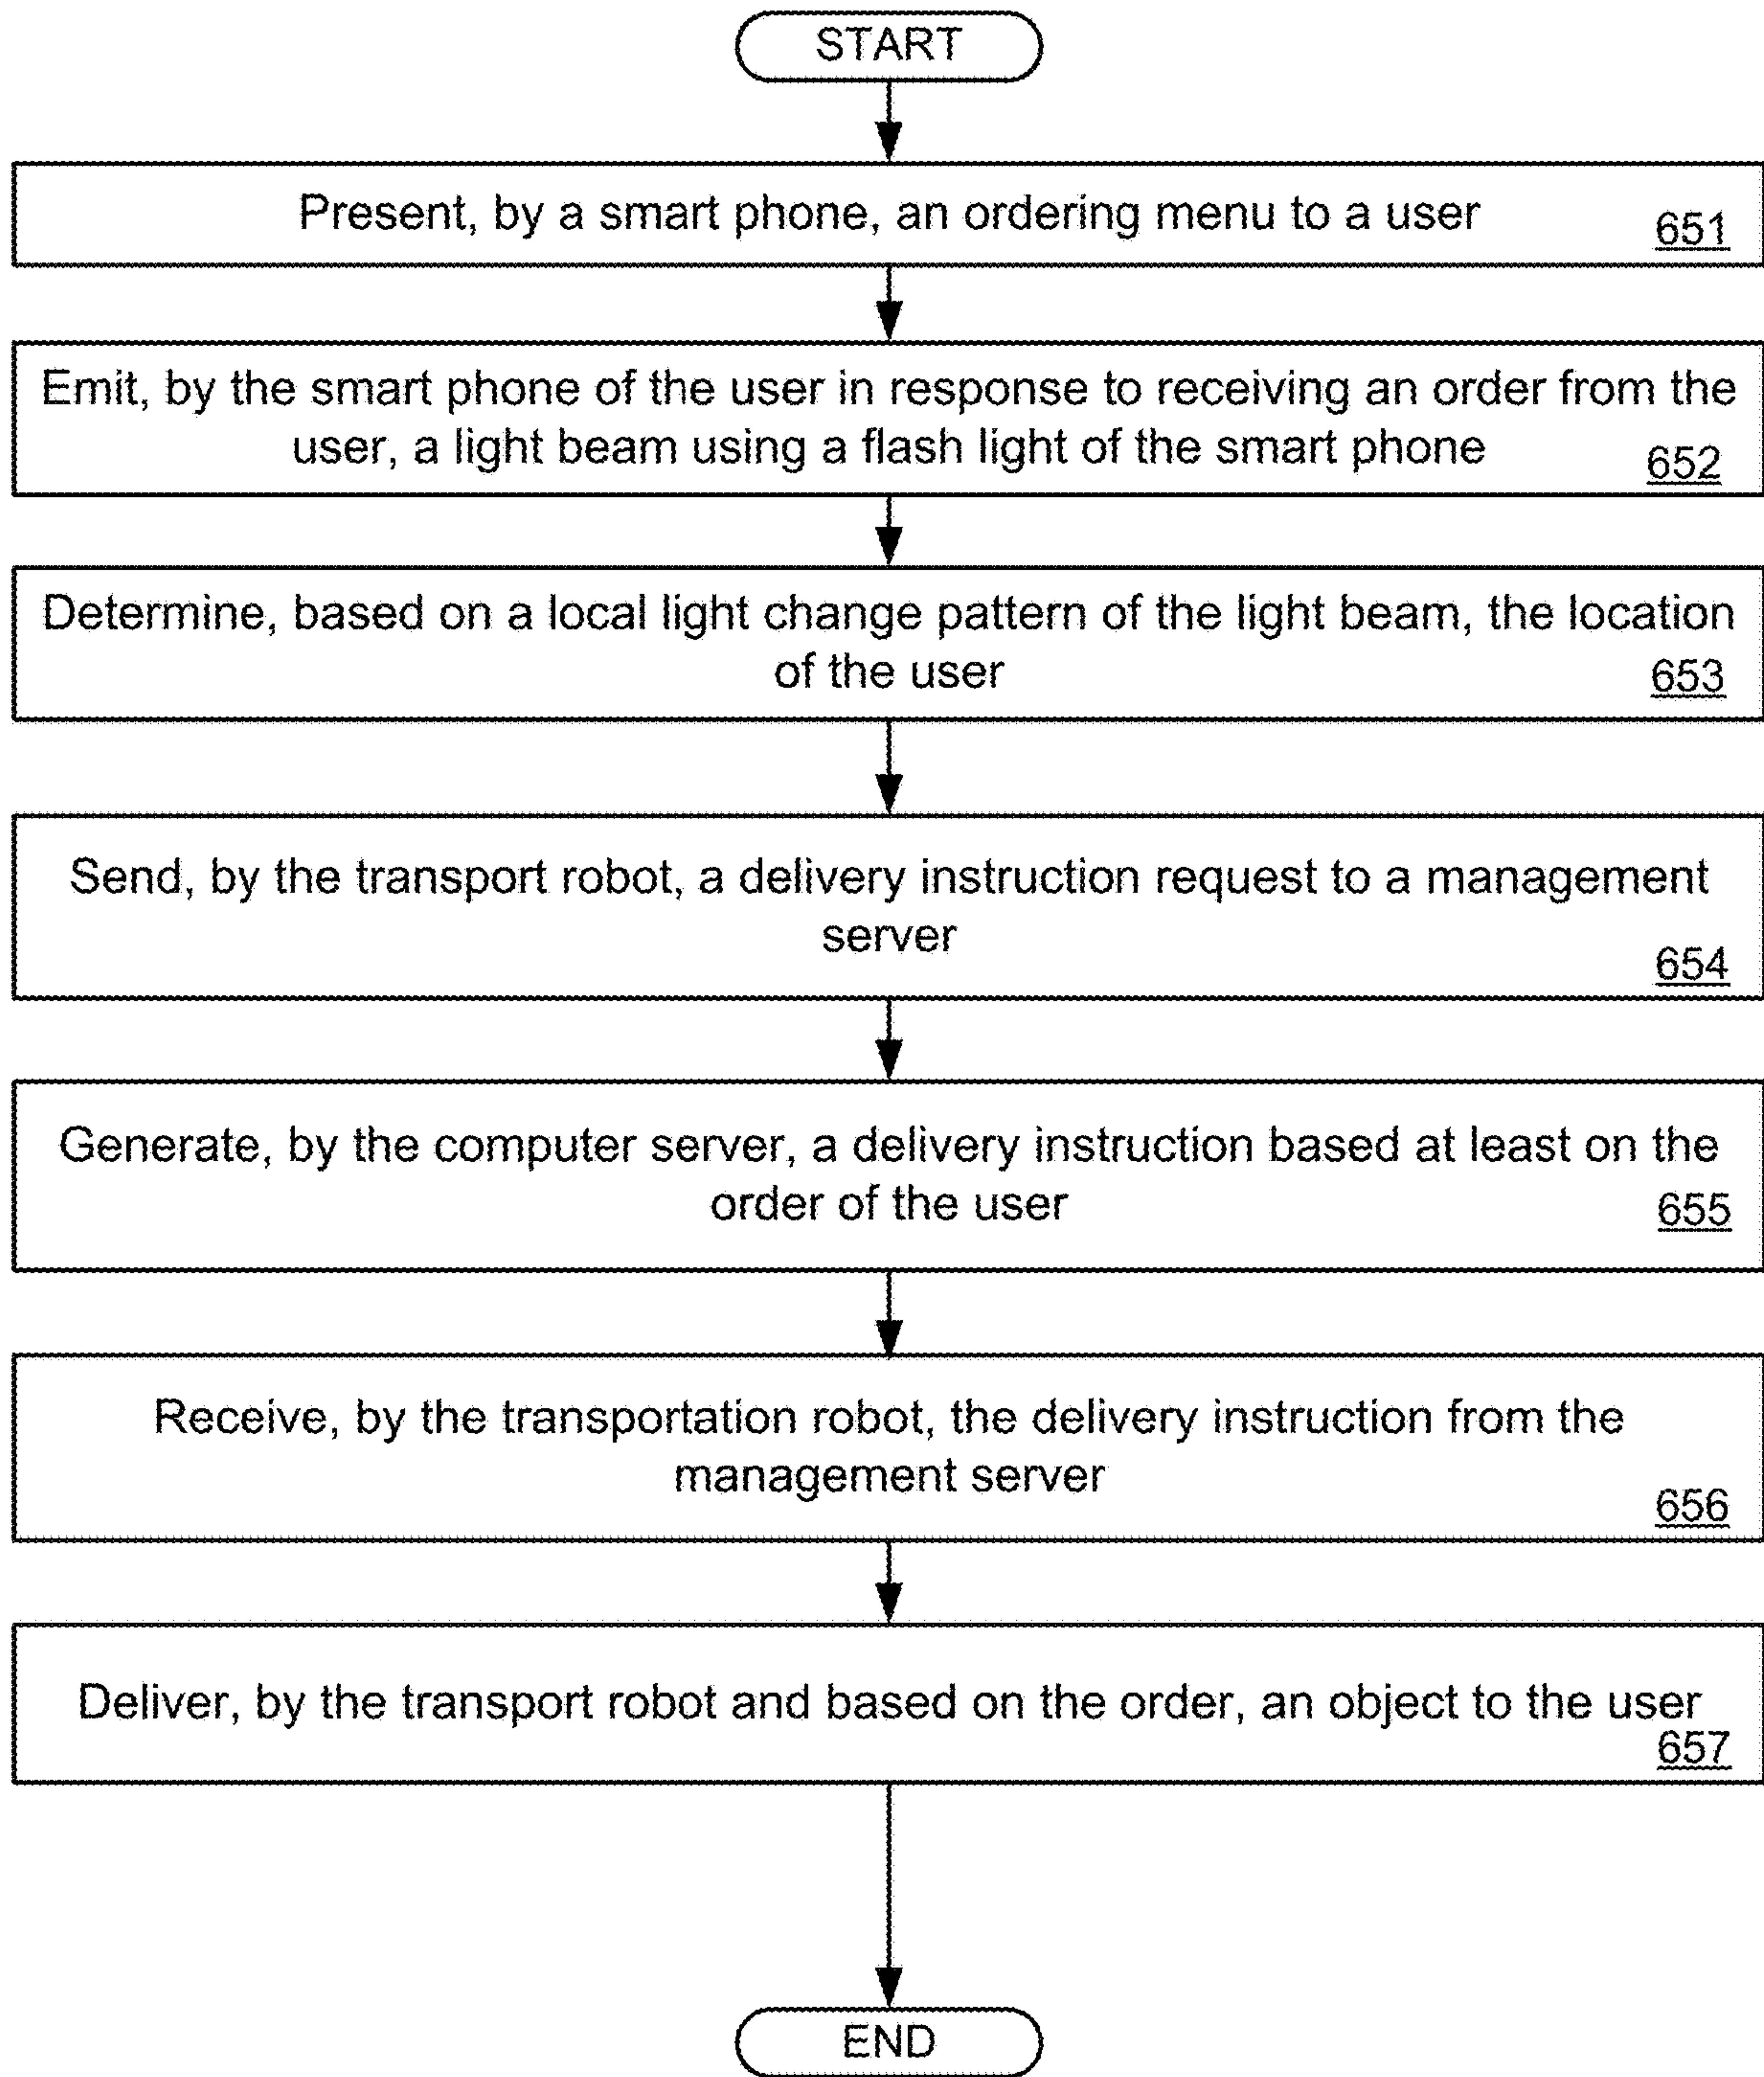 START
Present, by a smart phone, an ordering menu to a user
651
Emit, by the smart phone of the user in response to receiving an order from the
user, a light beam using a flash light of the smart phone
652
Determine, based on a local light change pattern of the light beam, the location
of the user
653
Send, by the transport robot, a delivery instruction request to a management
server
654
Generate, by the computer server, a delivery instruction based at least on the
order of the user
655
Receive, by the transportation robot, the delivery instruction from the
management server
656
Deliver, by the transport robot and based on the order, an object to the user
657
END